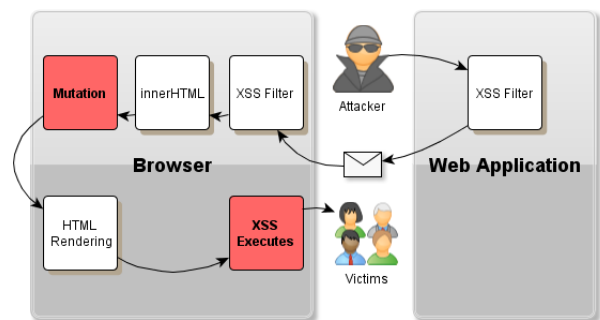 Mutation
innerHTML
XSS Filter
Attacker
XSS Filter
Browser
Web Application
HTML
Rendering
XSS
Executes
Victims